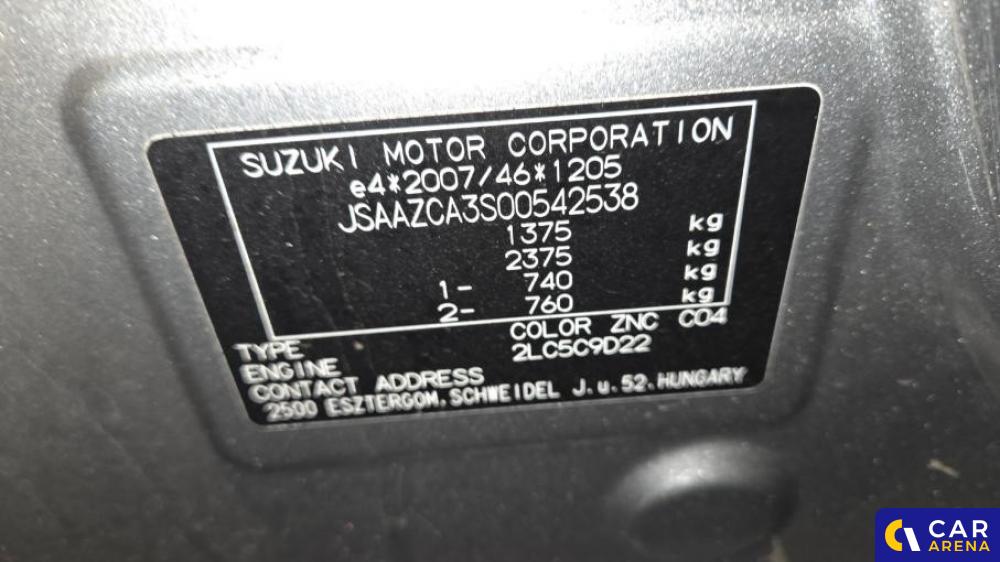 SUZUKI MOTOR CORPORATION
e4*2007/46*1205
JSAAZCA3S00542538
1375 kg
2375 kg
1- 740 kg
2- 760 kg
COLOR ZNC C04
TYPE 2LC5C9D22
ENGINE
CONTACT ADDRESS
2500 ESZTERGOM, SCHWEIDEL J. u. 52. HUNGARY
CAR
ARENA